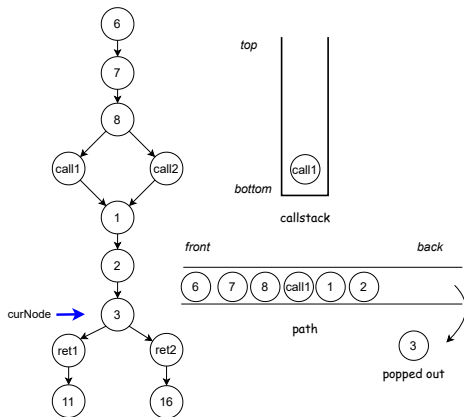 6
7
8
call1 call2
1
2
curNode 3
ret1 ret2
11 16
top
call1
bottom
callstack
front back
6 7 8 call1 1 2
path
3
popped out